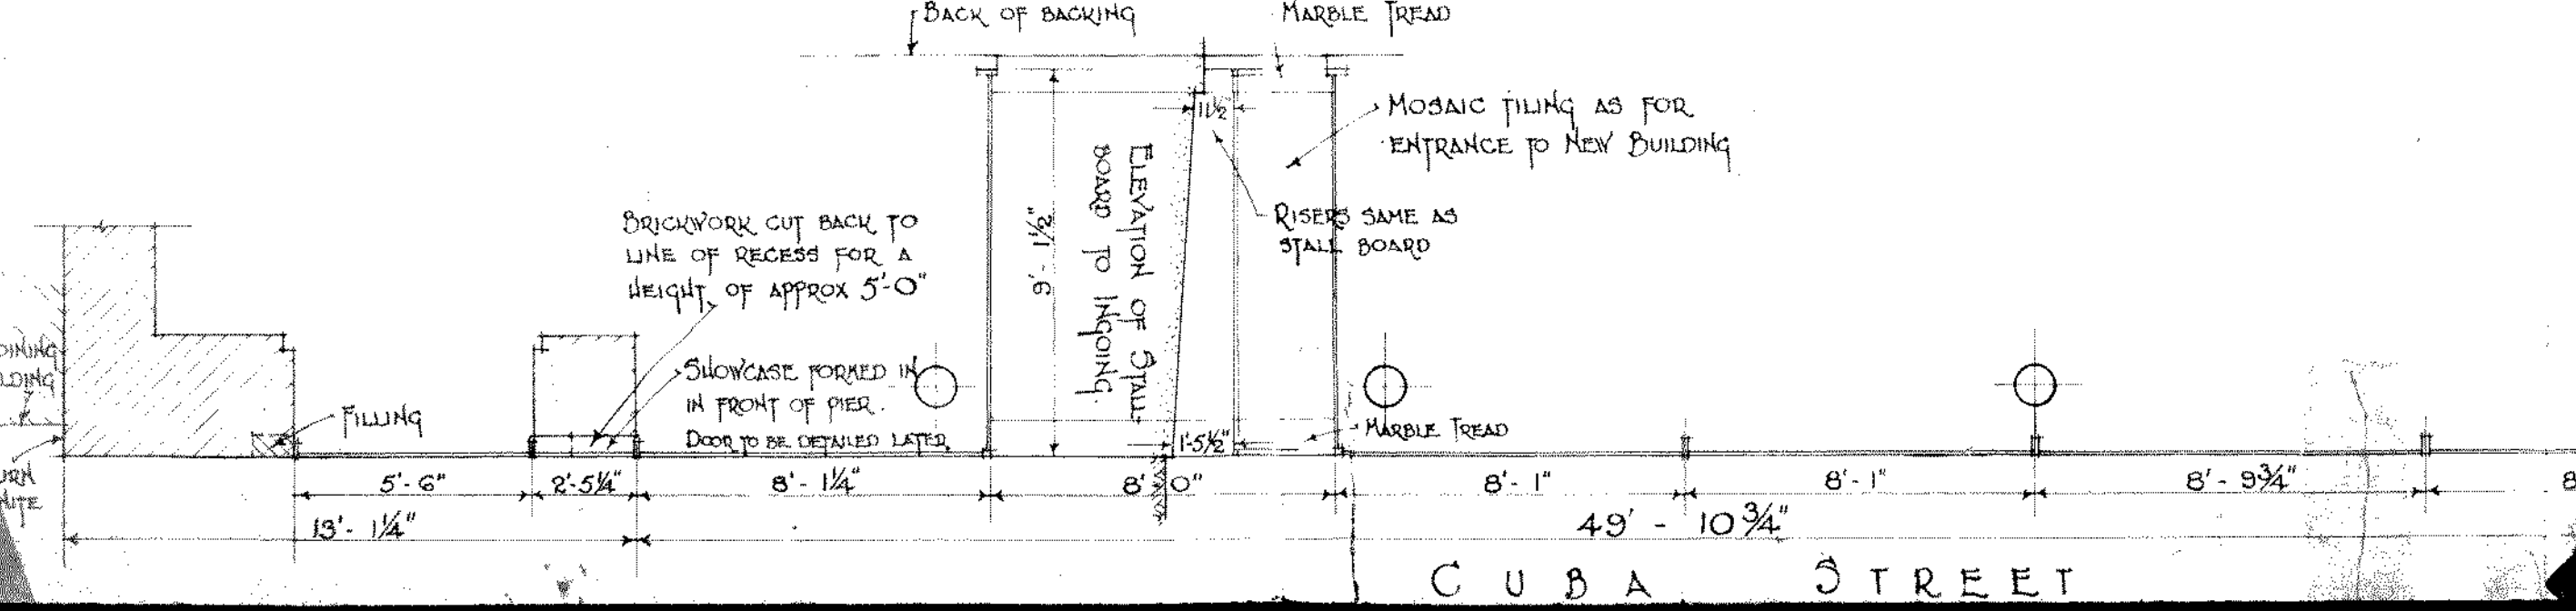 BACK OF BACKING
MARBLE TREAD
11½
MOSAIC TILING AS FOR
ENTRANCE TO NEW BUILDING
ELEVATION OF STALL-
BOARD TO INGOING.
9'-1½"
RISERS SAME AS
STALL BOARD
BRICKWORK CUT BACK TO
LINE OF RECESS FOR A
HEIGHT OF APPROX 5'-0"
SHOWCASE FORMED IN
IN FRONT OF PIER.
DOOR TO BE DETAILED LATER
FILLING
1'-5½"
MARBLE TREAD
5'-6"
2'-5¼"
8'-1¼"
8'-0"
8'-1"
8'-1"
8'-9¾"
8
13'-1¼"
49'-10¾"
CUBA STREET